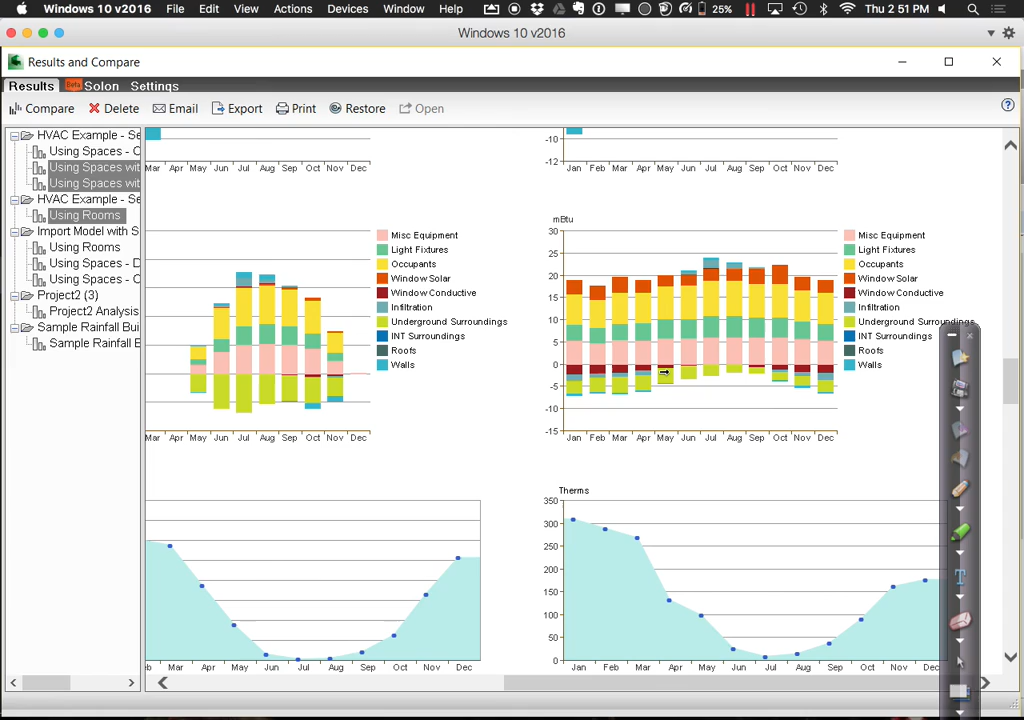 Windows 10 v2016 File Edit View Actions Devices Window Help 25% Thu 2 51 PM
Windows 10 v2016
Results and Compare
Results Beta Solon Settings
Compare Delete Email Export Print Restore Open
HVAC Example - Se
Using Spaces - C
Using Spaces wit
Using Spaces wit
HVAC Example - Se
Using Rooms
Import Model with S
Using Rooms
Using Spaces - D
Using Spaces - C
Project2 (3)
Project2 Analysis
Sample Rainfall Bui
Sample Rainfall E
Mar Apr May Jun Jul Aug Sep Oct Nov Dec
-10
-12
Jan Feb Mar Apr May Jun Jul Aug Sep Oct Nov Dec
Misc Equipment
Light Fixtures
Occupants
Window Solar
Window Conductive
Infiltration
Underground Surroundings
INT Surroundings
Roofs
Walls
Mar Apr May Jun Jul Aug Sep Oct Nov Dec
mBtu
30
25
20
15
10
5
0
-5
-10
-15
Jan Feb Mar Apr May Jun Jul Aug Sep Oct Nov Dec
Misc Equipment
Light Fixtures
Occupants
Window Solar
Window Conductive
Infiltration
Underground Surroundings
INT Surroundings
Roofs
Walls
b Mar Apr May Jun Jul Aug Sep Oct Nov Dec
Therms
350
300
250
200
150
100
50
0
Jan Feb Mar Apr May Jun Jul Aug Sep Oct Nov Dec
T